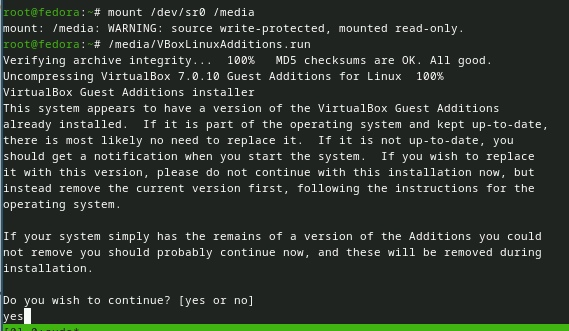 root@fedora:~# mount /dev/sr0 /media
mount: /media: WARNING: source write-protected, mounted read-only.
root@fedora:~# /media/VBoxLinuxAdditions.run
Verifying archive integrity...  100%   MD5 checksums are OK. All good.
Uncompressing VirtualBox 7.0.10 Guest Additions for Linux  100%
VirtualBox Guest Additions installer
This system appears to have a version of the VirtualBox Guest Additions
already installed.  If it is part of the operating system and kept up-to-date,
there is most likely no need to replace it.  If it is not up-to-date, you
should get a notification when you start the system.  If you wish to replace
it with this version, please do not continue with this installation now, but
instead remove the current version first, following the instructions for the
operating system.

If your system simply has the remains of a version of the Additions you could
not remove you should probably continue now, and these will be removed during
installation.

Do you wish to continue? [yes or no]
yes